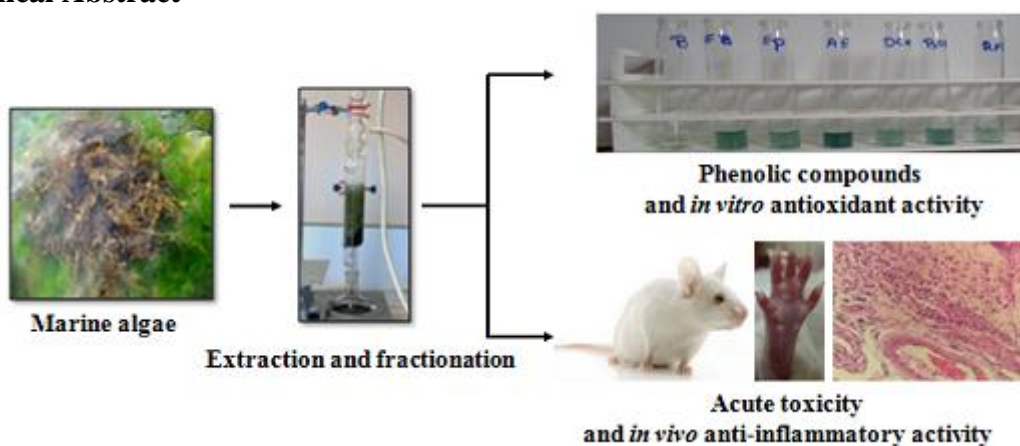 Abstract
Marine algae
Extraction and fractionation
Phenolic compounds
and in vitro antioxidant activity
Acute toxicity
and in vivo anti-inflammatory activity